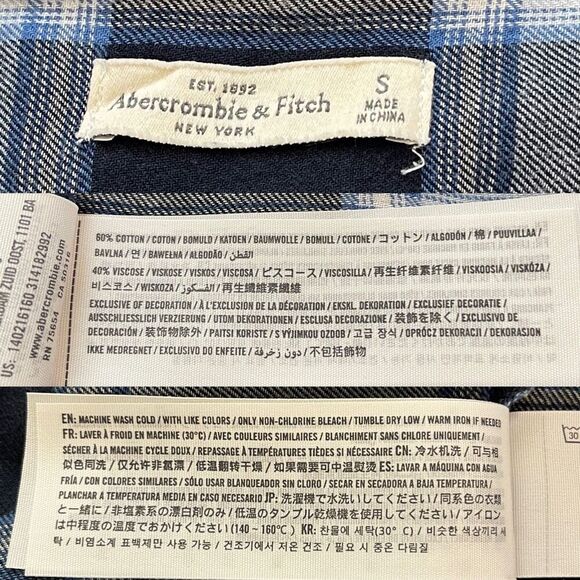 EST. 1892
Abercrombie & Fitch
NEW YORK
S
MADE
IN CHINA
ZUID OOST, 1101 BA
US: 140216160 314182992
www.abercrombie.com
RN 75654 CA 50316
60% COTTON / COTON / BOMULD / KATOEN / BAUMWOLLE / BOMULL / COTONE / コットン / ALGODÓN / 棉 / PUUVILLAA /
BAVLNA / 면 / BAWEŁNA / ALGODÃO / القطن
40% VISCOSE / VISKOSE / VISKOS / VISCOSA / ビスコース / VISCOSILLA / 再生纤维素纤维 / VISKOOSIA / VISKÓZA /
비스코스 / WISKOZA / الفسكوز / 再生纖維素纖維
EXCLUSIVE OF DECORATION / À L'EXCLUSION DE LA DÉCORATION / EKSKL. DEKORATION / EXCLUSIEF DECORATIE /
AUSSCHLIESSLICH VERZIERUNG / UTOM DEKORATIONEN / ESCLUSA DECORAZIONE / 装飾を除く / EXCLUSIVO DE
DECORACIÓN / 装饰物除外 / PAITSI KORISTE / S VÝJIMKOU OZDOB / 고급 장식 / OPRÓCZ DEKORACJI / DEKORASJON
IKKE MEDREGNET / EXCLUSIVO DO ENFEITE / دون زخرفة / 不包括飾物
EN: MACHINE WASH COLD / WITH LIKE COLORS / ONLY NON-CHLORINE BLEACH / TUMBLE DRY LOW / WARM IRON IF NEEDED
FR: LAVER À FROID EN MACHINE (30°C) / AVEC COULEURS SIMILAIRES / BLANCHIMENT SANS CHLORE UNIQUEMENT /
SÉCHER À LA MACHINE CYCLE DOUX / REPASSAGE À TEMPÉRATURES TIÈDES SI NÉCESSAIRE CN: 冷水机洗 / 可与相
似色同洗 / 仅允许非氯漂 / 低温翻转干燥 / 如果需要可中温熨烫 ES: LAVAR A MÁQUINA CON AGUA
FRÍA / CON COLORES SIMILARES / SÓLO USAR BLANQUEADOR SIN CLORO / SECAR EN SECADORA A BAJA TEMPERATURA /
PLANCHAR A TEMPERATURA MEDIO EN CASO NECESARIO JP: 洗濯機で水洗いしてください / 同系色の衣類
と一緒に / 非塩素系の漂白剤のみ / 低温のタンブル乾燥機を使用してください / アイロン
は中程度の温度でおかけください (140～160℃) KR: 찬물에 세탁(30° C) / 비슷한 색상끼리 세
탁 / 비염소계 표백제만 사용 가능 / 건조기에서 저온 건조 / 필요 시 중온 다림질
30